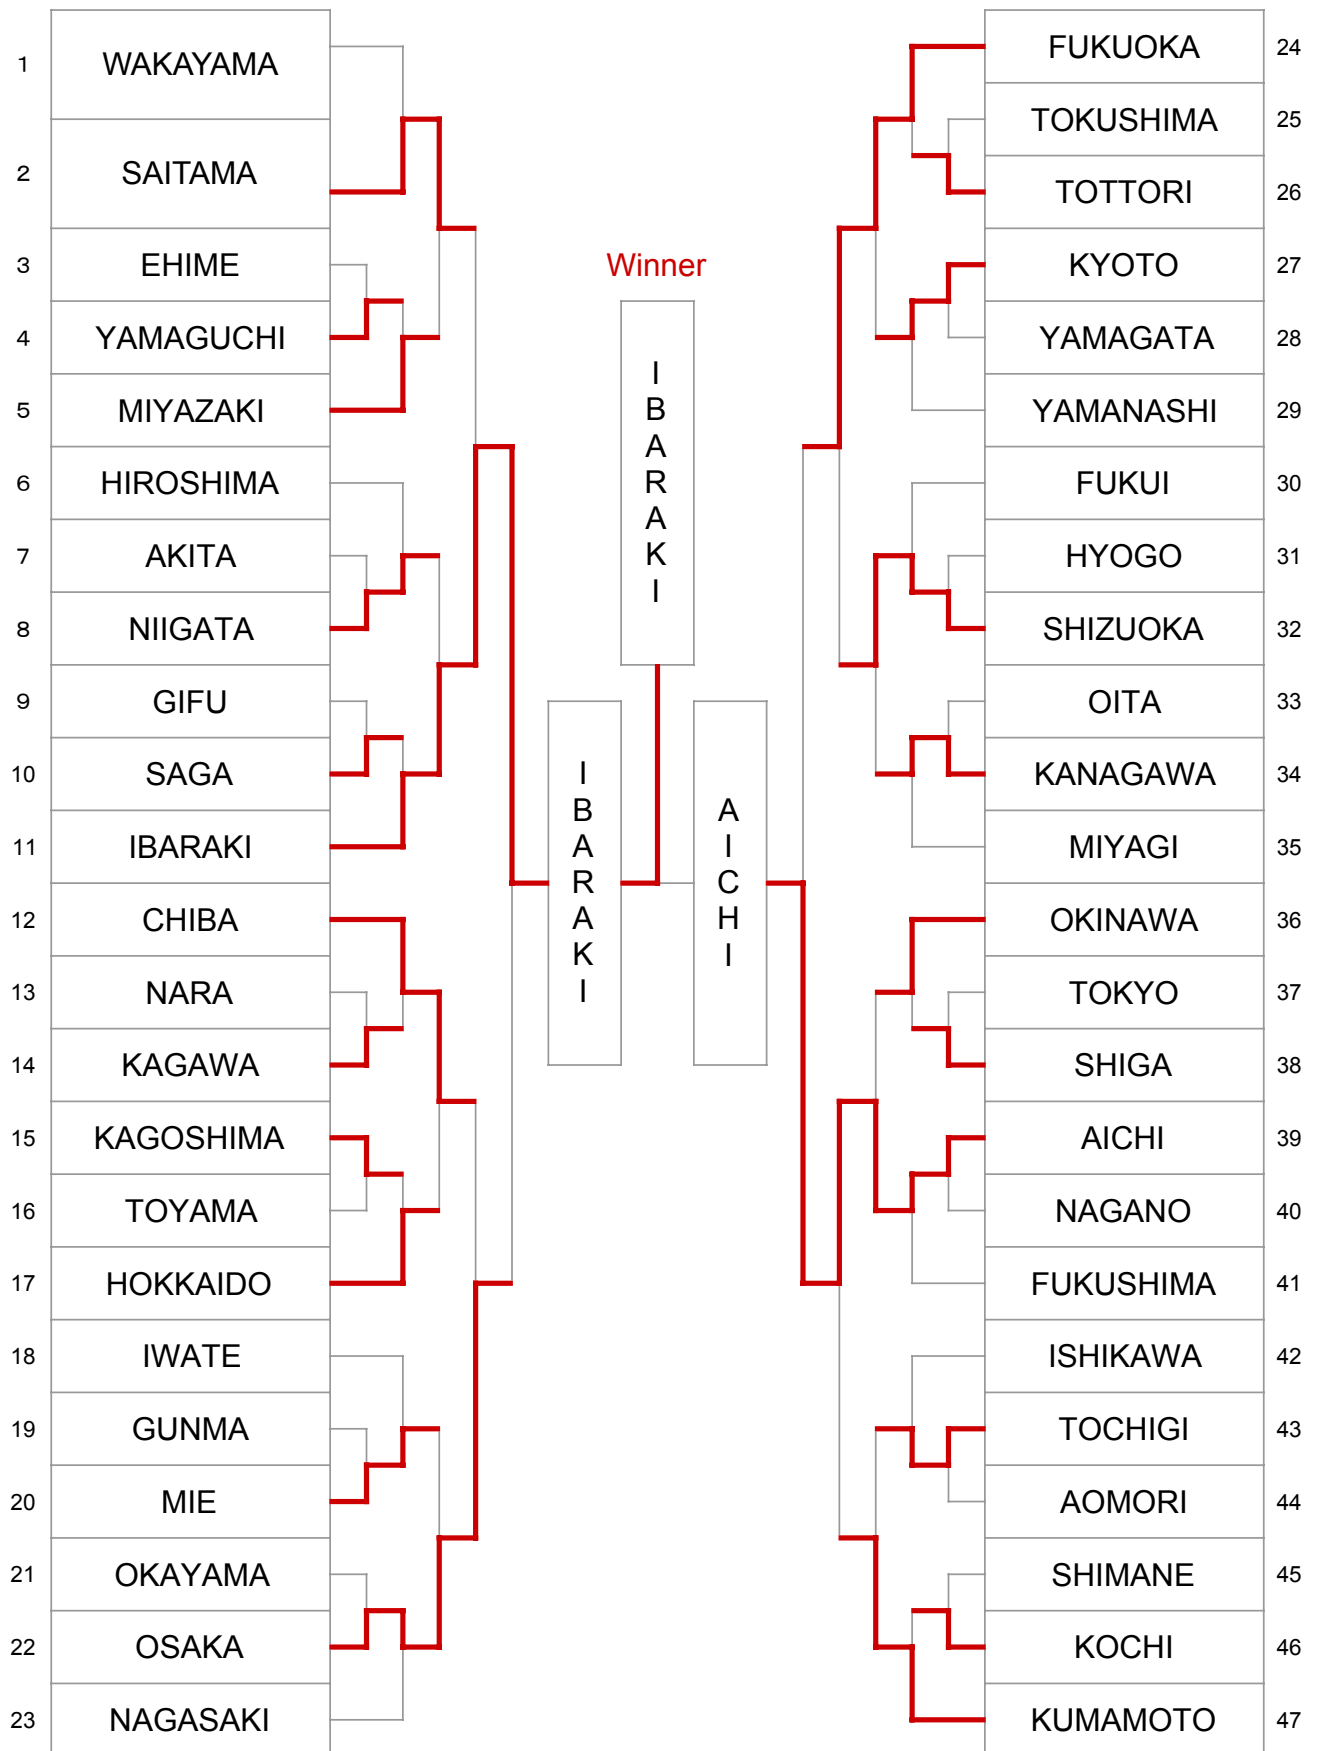 1 WAKAYAMA
2 SAITAMA
3 EHIME
4 YAMAGUCHI
5 MIYAZAKI
6 HIROSHIMA
7 AKITA
8 NIIGATA
9 GIFU
10 SAGA
11 IBARAKI
12 CHIBA
13 NARA
14 KAGAWA
15 KAGOSHIMA
16 TOYAMA
17 HOKKAIDO
18 IWATE
19 GUNMA
20 MIE
21 OKAYAMA
22 OSAKA
23 NAGASAKI
Winner
IBARAKI
IBARAKI
AICHI
FUKUOKA 24
TOKUSHIMA 25
TOTTORI 26
KYOTO 27
YAMAGATA 28
YAMANASHI 29
FUKUI 30
HYOGO 31
SHIZUOKA 32
OITA 33
KANAGAWA 34
MIYAGI 35
OKINAWA 36
TOKYO 37
SHIGA 38
AICHI 39
NAGANO 40
FUKUSHIMA 41
ISHIKAWA 42
TOCHIGI 43
AOMORI 44
SHIMANE 45
KOCHI 46
KUMAMOTO 47